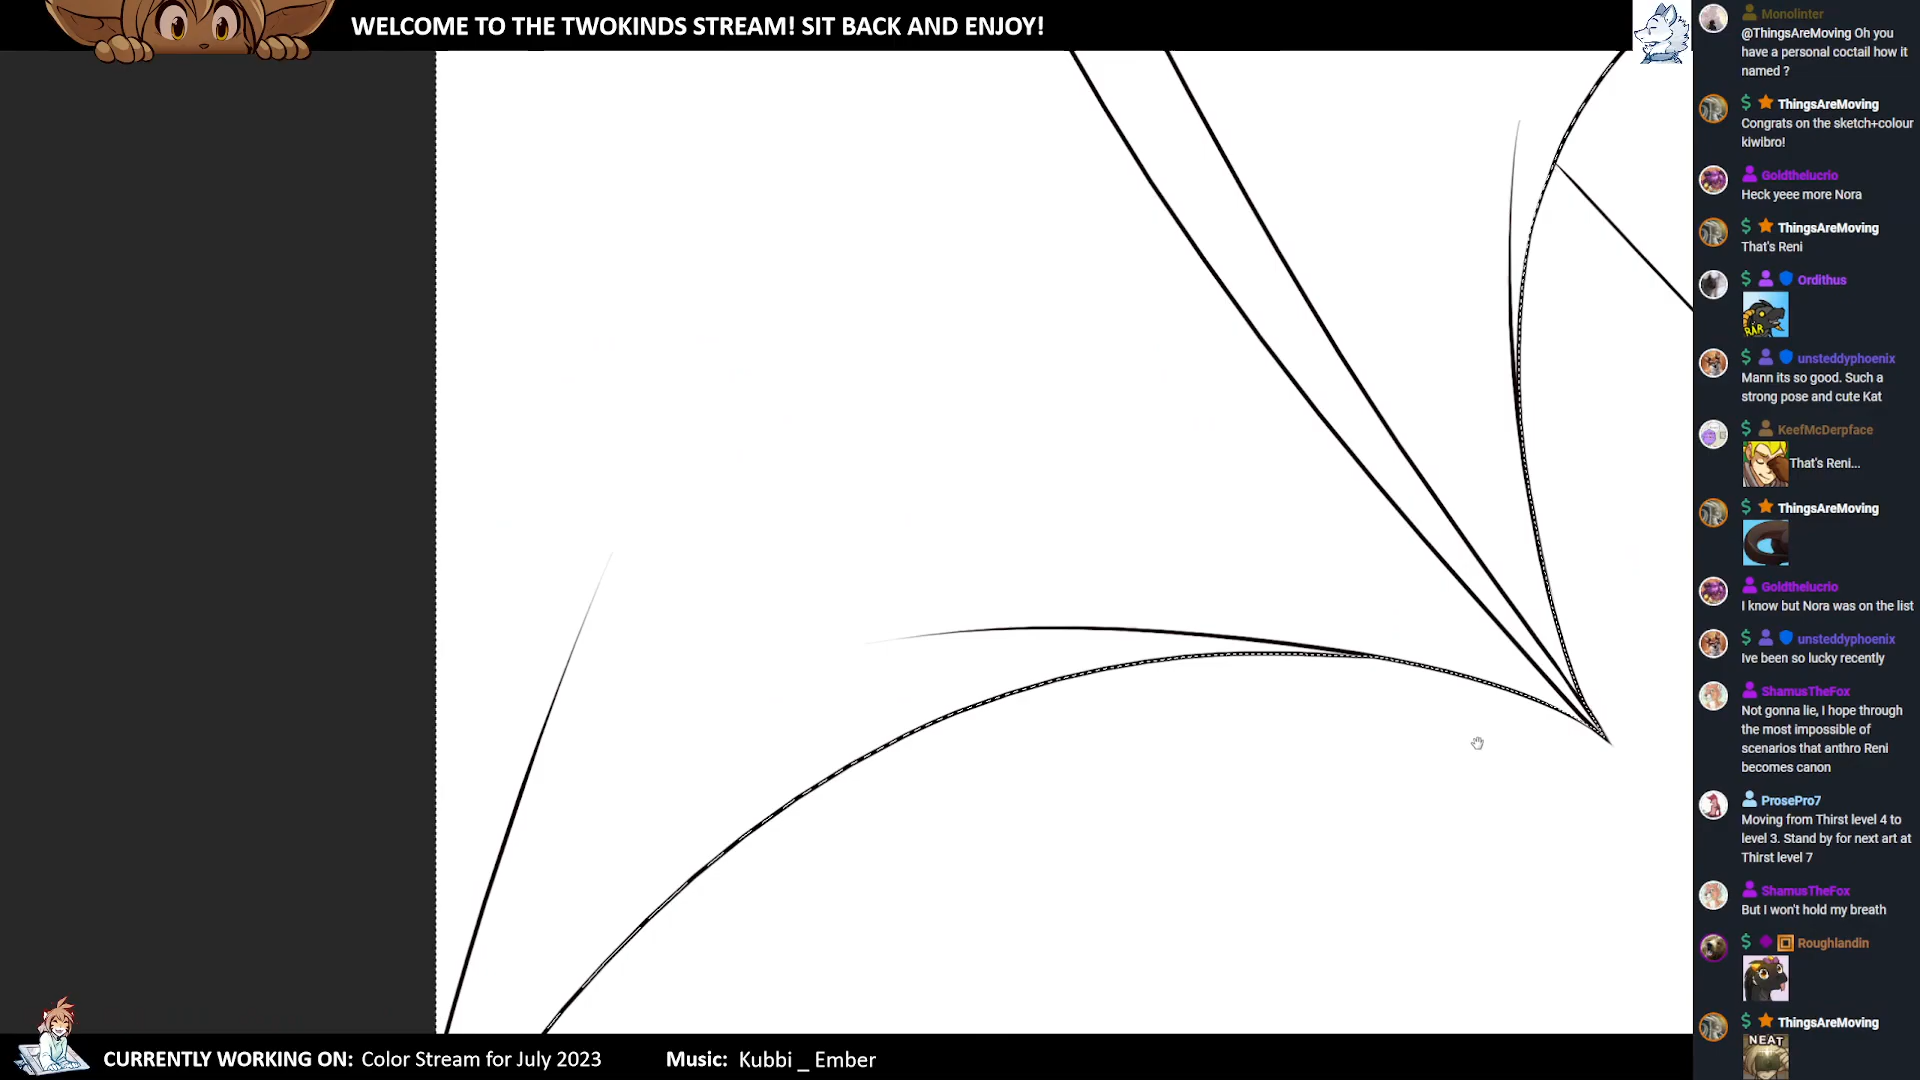 WELCOME TO THE TWOKINDS STREAM! SIT BACK AND ENJOY!
Monolinter
@ThingsAreMoving Oh you
have a personal coctail how it
named ?
$ ThingsAreMoving
Congrats on the sketch+colour
kiwibro!
Goldthelucrio
Heck yeee more Nora
$ ThingsAreMoving
That's Reni
$ Ordithus
RAR
$ unsteddyphoenix
Mann its so good. Such a
strong pose and cute Kat
$ KeefMcDerpface
That's Reni...
$ ThingsAreMoving
Goldthelucrio
I know but Nora was on the list
$ unsteddyphoenix
Ive been so lucky recently
ShamusTheFox
Not gonna lie, I hope through
the most impossible of
scenarios that anthro Reni
becomes canon
ProsePro7
Moving from Thirst level 4 to
level 3. Stand by for next art at
Thirst level 7
ShamusTheFox
But I won't hold my breath
$ Roughlandin
$ ThingsAreMoving
NEAT
CURRENTLY WORKING ON: Color Stream for July 2023
Music: Kubbi _ Ember